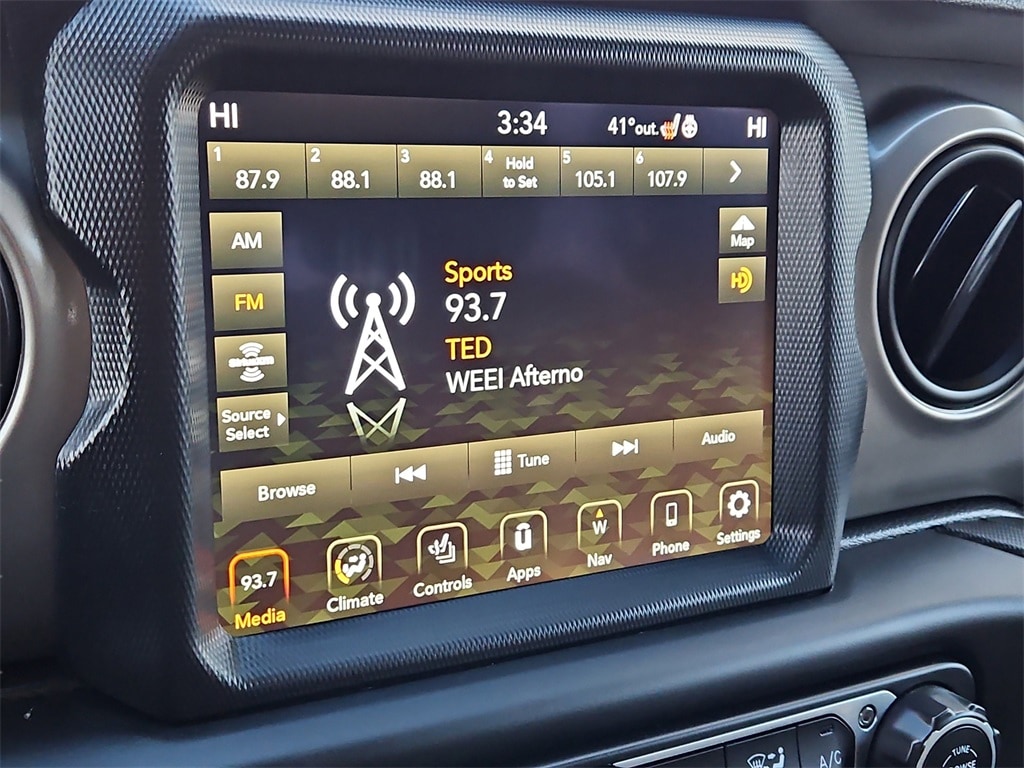 HI 3:34 41°out. HI
1 87.9 2 88.1 3 88.1 4 Hold to Set 5 105.1 6 107.9
AM
Map
FM
HD
Sports
93.7
TED
WEEI Afterno
Source
Select
Browse Tune Audio
93.7 W
Media Climate Controls Apps Nav Phone Settings
A/C
TUNE
BROWSE